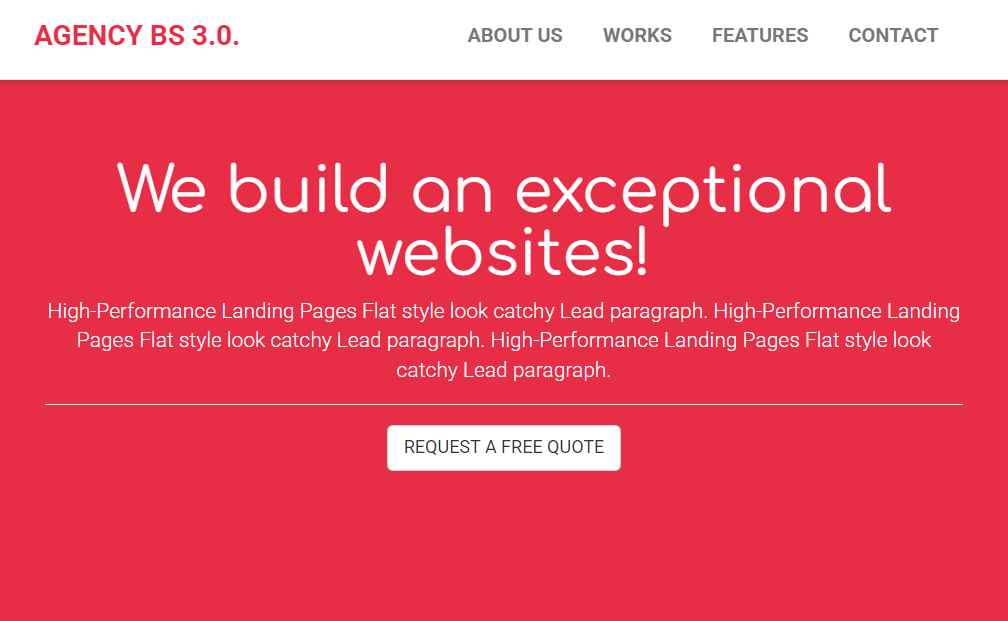 AGENCY BS 3.0.
ABOUT US WORKS FEATURES CONTACT
We build an exceptional
websites!
High-Performance Landing Pages Flat style look catchy Lead paragraph. High-Performance Landing
Pages Flat style look catchy Lead paragraph. High-Performance Landing Pages Flat style look
catchy Lead paragraph.
REQUEST A FREE QUOTE